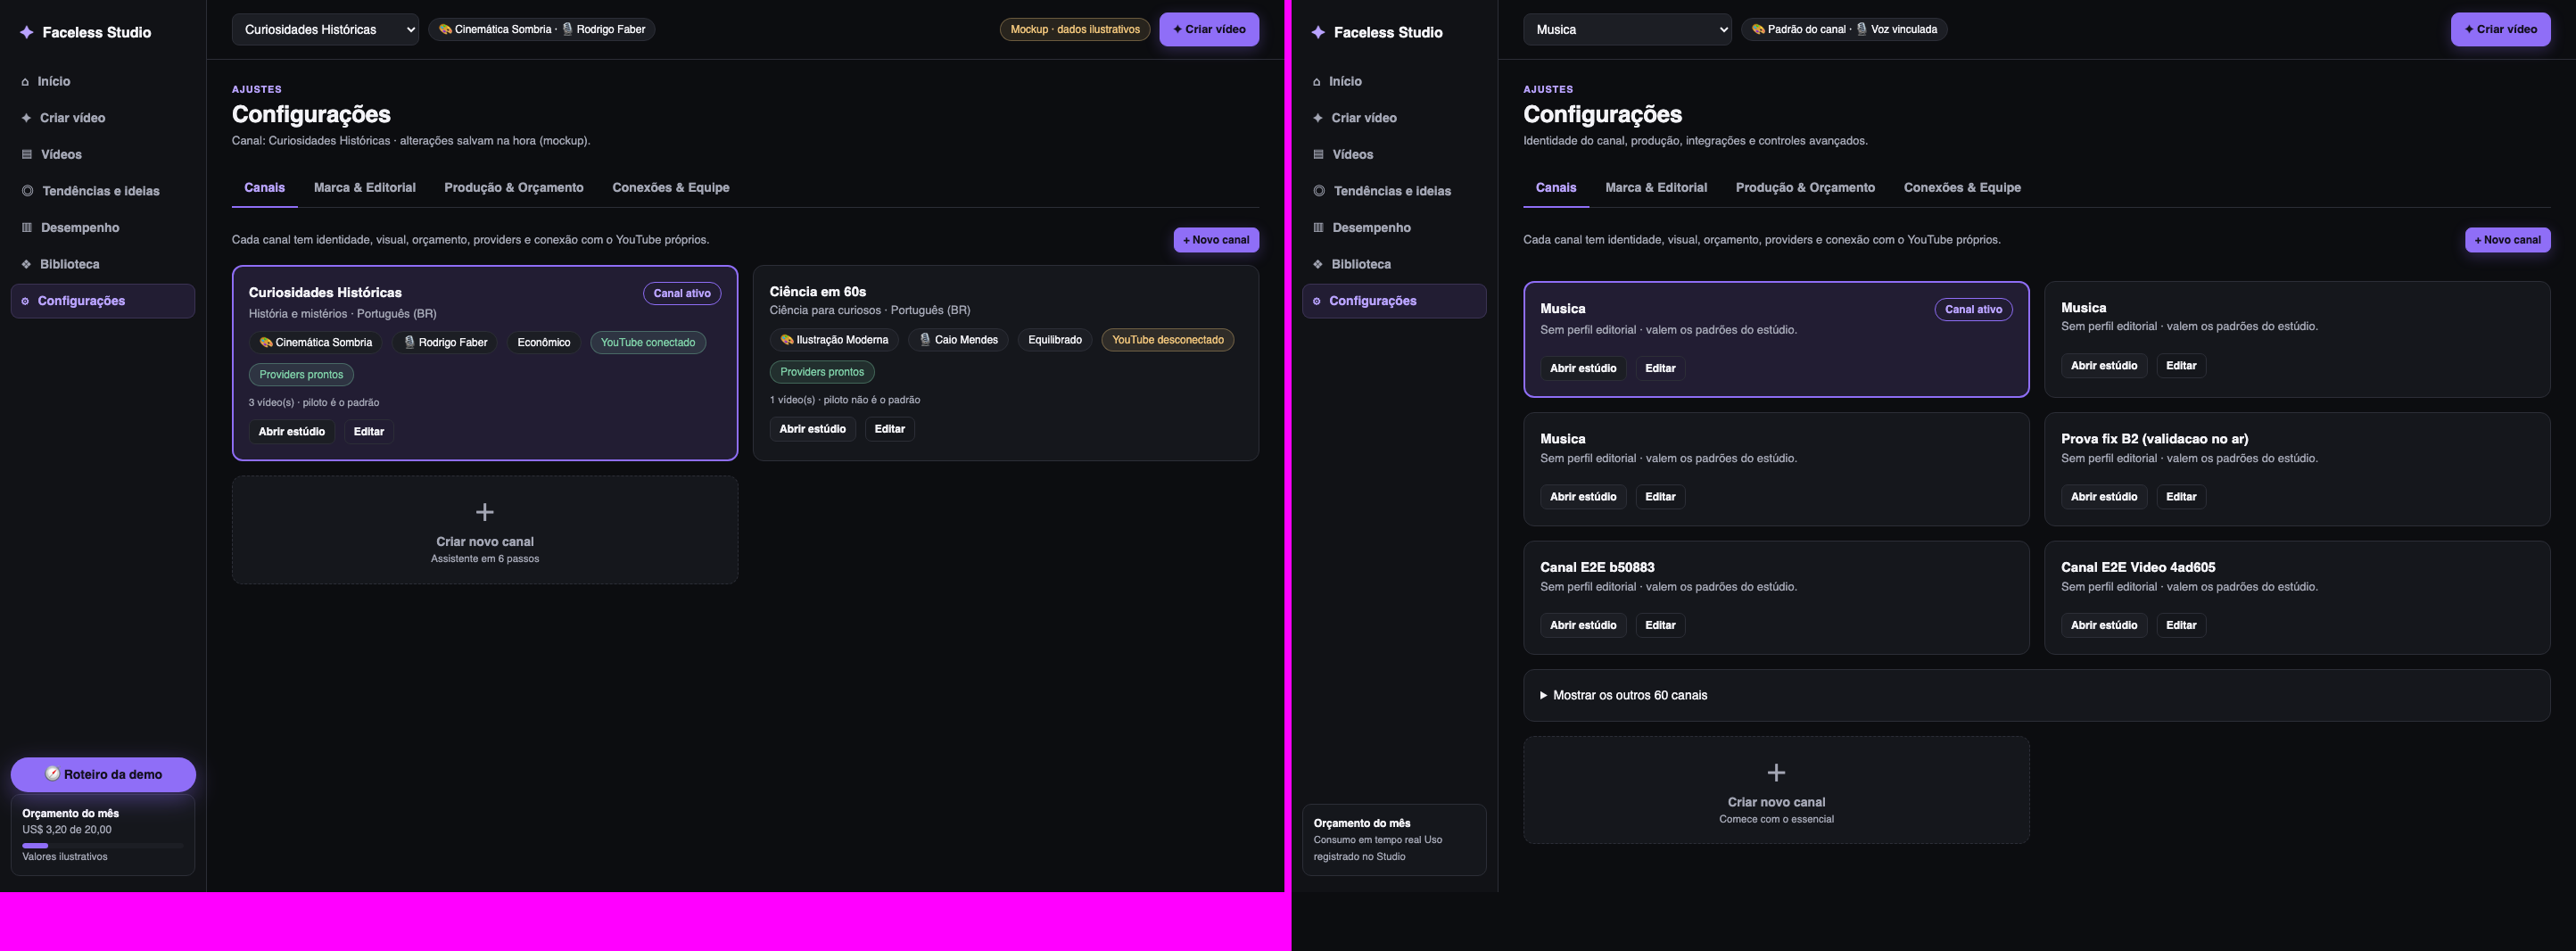 Faceless Studio
Início
Criar vídeo
Vídeos
Tendências e ideias
Desempenho
Biblioteca
Configurações
Roteiro da demo
Orçamento do mês
US$ 3,20 de 20,00
Valores ilustrativos
Curiosidades Históricas
Cinemática Sombria · Rodrigo Faber
Mockup · dados ilustrativos
Criar vídeo
AJUSTES
Configurações
Canal: Curiosidades Históricas · alterações salvam na hora (mockup).
Canais Marca & Editorial Produção & Orçamento Conexões & Equipe
Cada canal tem identidade, visual, orçamento, providers e conexão com o YouTube próprios.
+ Novo canal
Curiosidades Históricas
Canal ativo
História e mistérios · Português (BR)
Cinemática Sombria Rodrigo Faber Econômico YouTube conectado
Providers prontos
3 vídeo(s) · piloto é o padrão
Abrir estúdio Editar
Ciência em 60s
Ciência para curiosos · Português (BR)
Ilustração Moderna Caio Mendes Equilibrado YouTube desconectado
Providers prontos
1 vídeo(s) · piloto não é o padrão
Abrir estúdio Editar
+
Criar novo canal
Assistente em 6 passos
Faceless Studio
Início
Criar vídeo
Vídeos
Tendências e ideias
Desempenho
Biblioteca
Configurações
Orçamento do mês
Consumo em tempo real Uso
registrado no Studio
Musica
Padrão do canal · Voz vinculada
Criar vídeo
AJUSTES
Configurações
Identidade do canal, produção, integrações e controles avançados.
Canais Marca & Editorial Produção & Orçamento Conexões & Equipe
Cada canal tem identidade, visual, orçamento, providers e conexão com o YouTube próprios.
+ Novo canal
Musica
Canal ativo
Sem perfil editorial · valem os padrões do estúdio.
Abrir estúdio Editar
Musica
Sem perfil editorial · valem os padrões do estúdio.
Abrir estúdio Editar
Musica
Sem perfil editorial · valem os padrões do estúdio.
Abrir estúdio Editar
Prova fix B2 (validacao no ar)
Sem perfil editorial · valem os padrões do estúdio.
Abrir estúdio Editar
Canal E2E b50883
Sem perfil editorial · valem os padrões do estúdio.
Abrir estúdio Editar
Canal E2E Video 4ad605
Sem perfil editorial · valem os padrões do estúdio.
Abrir estúdio Editar
Mostrar os outros 60 canais
+
Criar novo canal
Comece com o essencial